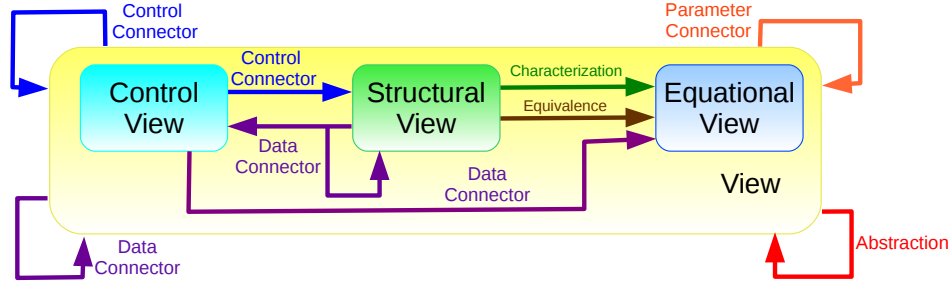 Control
Connector
Parameter
Connector
Control
View
Control
Connector
Structural
View
Characterization
Equivalence
Equational
View
Data
Connector
Data
Connector
View
Data
Connector
Abstraction